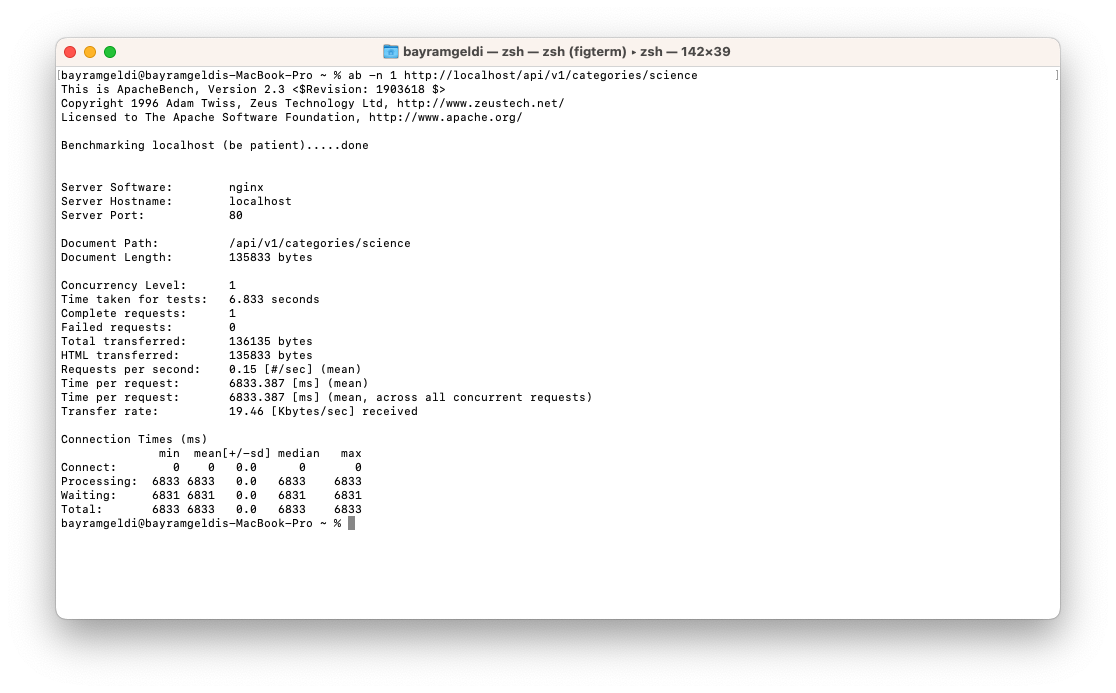 bayramgeldi — zsh — zsh (figterm) ▸ zsh — 142×39
[bayramgeldi@bayramgeldis-MacBook-Pro ~ % ab -n 1 http://localhost/api/v1/categories/science ]
This is ApacheBench, Version 2.3 <$Revision: 1903618 $>
Copyright 1996 Adam Twiss, Zeus Technology Ltd, http://www.zeustech.net/
Licensed to The Apache Software Foundation, http://www.apache.org/
Benchmarking localhost (be patient).....done
Server Software:        nginx
Server Hostname:        localhost
Server Port:            80
Document Path:          /api/v1/categories/science
Document Length:        135833 bytes
Concurrency Level:      1
Time taken for tests:   6.833 seconds
Complete requests:      1
Failed requests:        0
Total transferred:      136135 bytes
HTML transferred:       135833 bytes
Requests per second:    0.15 [#/sec] (mean)
Time per request:       6833.387 [ms] (mean)
Time per request:       6833.387 [ms] (mean, across all concurrent requests)
Transfer rate:          19.46 [Kbytes/sec] received
Connection Times (ms)
              min  mean[+/-sd] median   max
Connect:        0    0   0.0      0       0
Processing:  6833 6833   0.0   6833    6833
Waiting:     6831 6831   0.0   6831    6831
Total:       6833 6833   0.0   6833    6833
bayramgeldi@bayramgeldis-MacBook-Pro ~ %